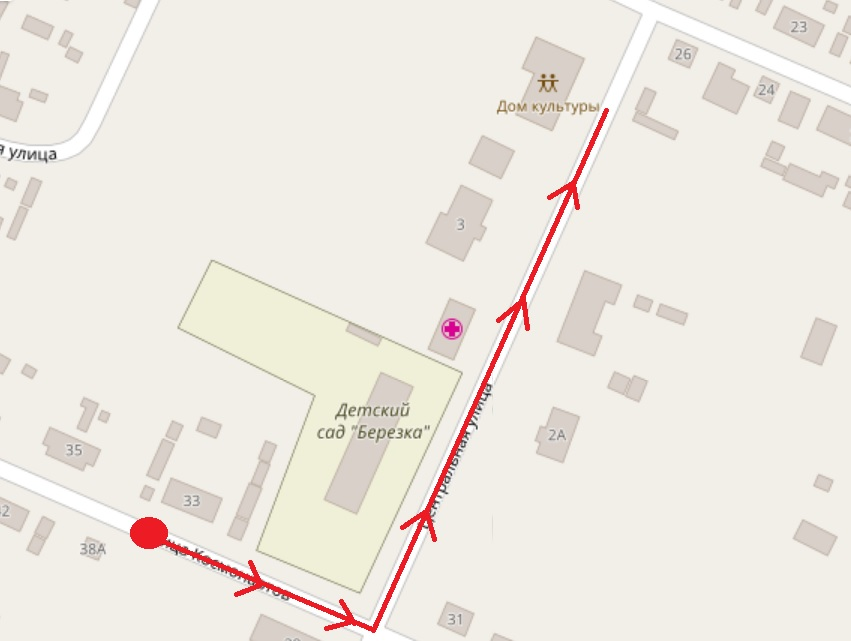 23
26
24
Дом культуры
я улица
3
Детский
сад "Березка"
Центральная улица
2А
35
33
38А
31